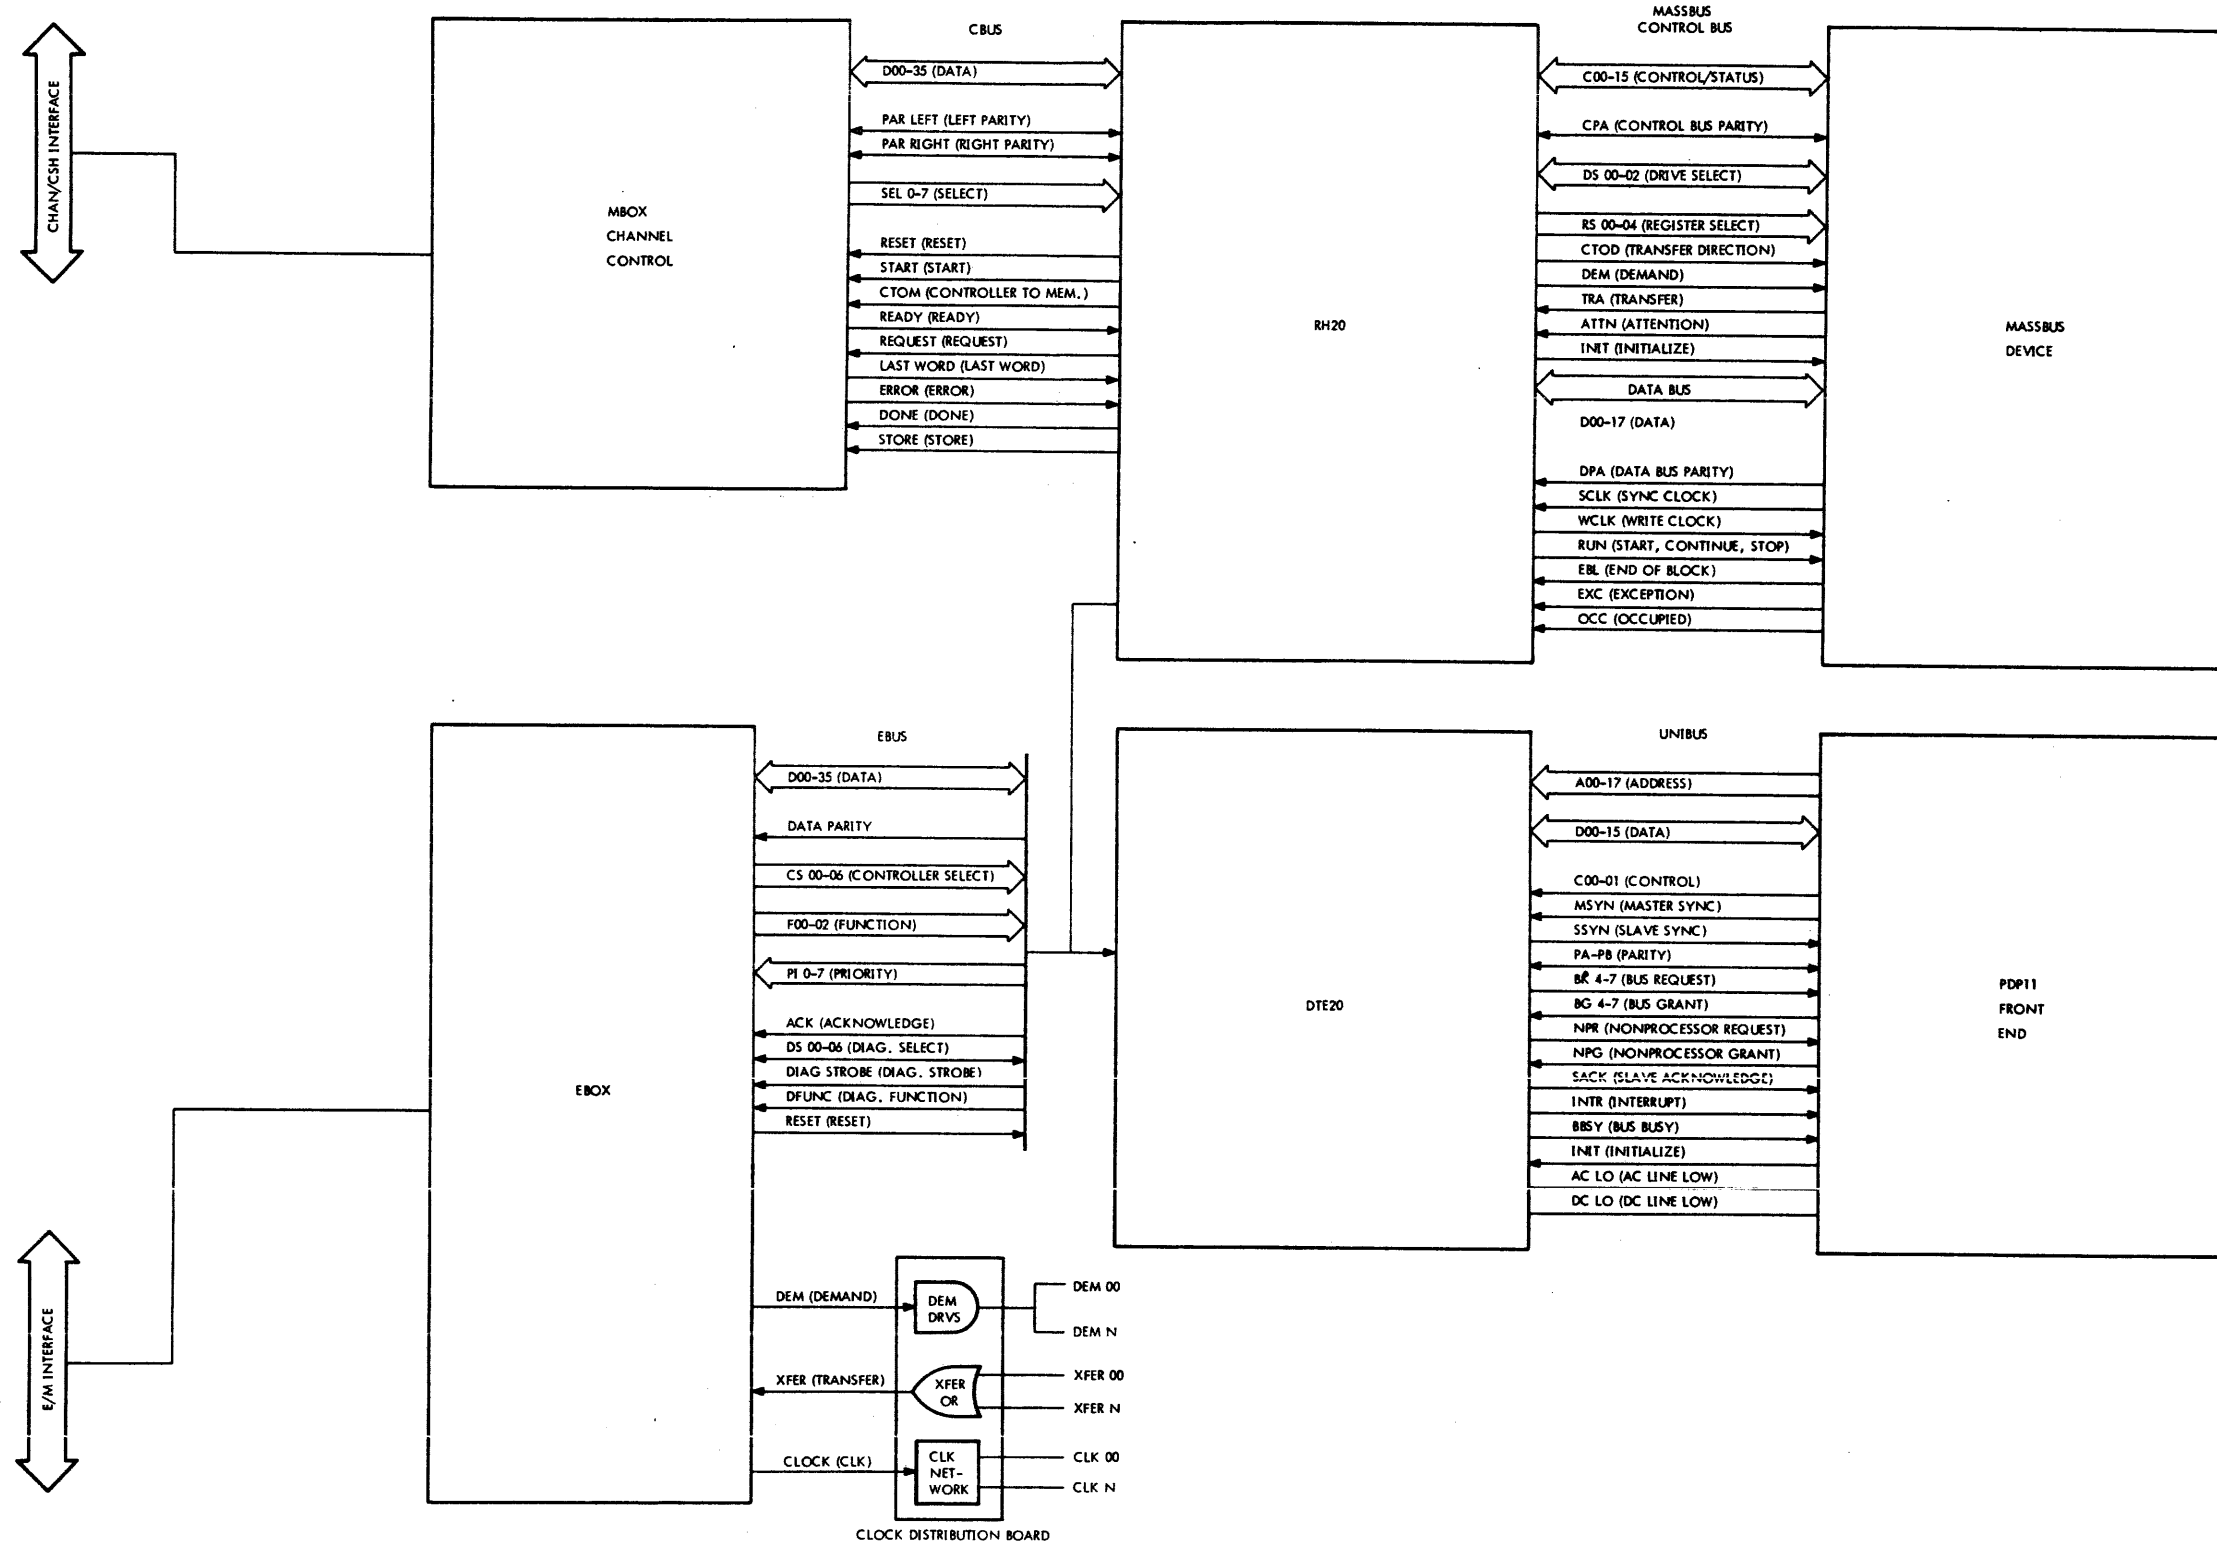 CHAN/CSH INTERFACE
MBOX
CHANNEL
CONTROL
CBUS
D00-35 (DATA)
PAR LEFT (LEFT PARITY)
PAR RIGHT (RIGHT PARITY)
SEL 0-7 (SELECT)
RESET (RESET)
START (START)
CTOM (CONTROLLER TO MEM.)
READY (READY)
REQUEST (REQUEST)
LAST WORD (LAST WORD)
ERROR (ERROR)
DONE (DONE)
STORE (STORE)
RH20
MASSBUS
CONTROL BUS
C00-15 (CONTROL/STATUS)
CPA (CONTROL BUS PARITY)
DS 00-02 (DRIVE SELECT)
RS 00-04 (REGISTER SELECT)
CTOD (TRANSFER DIRECTION)
DEM (DEMAND)
TRA (TRANSFER)
ATTN (ATTENTION)
INIT (INITIALIZE)
DATA BUS
D00-17 (DATA)
DPA (DATA BUS PARITY)
SCLK (SYNC CLOCK)
WCLK (WRITE CLOCK)
RUN (START, CONTINUE, STOP)
EBL (END OF BLOCK)
EXC (EXCEPTION)
OCC (OCCUPIED)
MASSBUS
DEVICE
E/M INTERFACE
EBOX
EBUS
D00-35 (DATA)
DATA PARITY
CS 00-06 (CONTROLLER SELECT)
F00-02 (FUNCTION)
PI 0-7 (PRIORITY)
ACK (ACKNOWLEDGE)
DS 00-06 (DIAG. SELECT)
DIAG STROBE (DIAG. STROBE)
DFUNC (DIAG. FUNCTION)
RESET (RESET)
DTE20
UNIBUS
A00-17 (ADDRESS)
D00-15 (DATA)
C00-01 (CONTROL)
MSYN (MASTER SYNC)
SSYN (SLAVE SYNC)
PA-PB (PARITY)
BR 4-7 (BUS REQUEST)
BG 4-7 (BUS GRANT)
NPR (NONPROCESSOR REQUEST)
NPG (NONPROCESSOR GRANT)
SACK (SLAVE ACKNOWLEDGE)
INTR (INTERRUPT)
BBSY (BUS BUSY)
INIT (INITIALIZE)
AC LO (AC LINE LOW)
DC LO (DC LINE LOW)
PDP11
FRONT
END
DEM (DEMAND)
DEM
DRVS
DEM 00
DEM N
XFER (TRANSFER)
XFER
OR
XFER 00
XFER N
CLOCK (CLK)
CLK
NET-
WORK
CLK 00
CLK N
CLOCK DISTRIBUTION BOARD